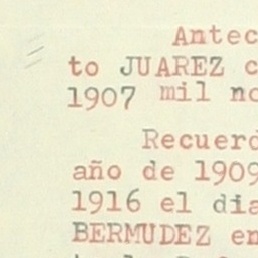 Antec
to JUAREZ c
1907 mil no
Recuerd
año de 1909
1916 el dia
BERMUDEZ en